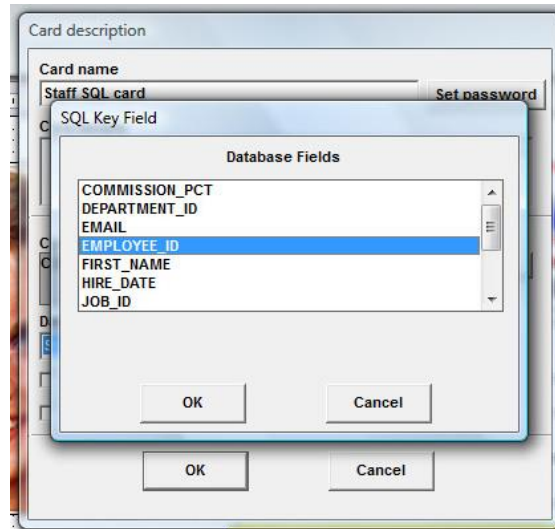 Card description
Card name
Staff SQL card
Set password
SQL Key Field
Database Fields
COMMISSION_PCT
DEPARTMENT_ID
EMAIL
EMPLOYEE_ID
FIRST_NAME
HIRE_DATE
JOB_ID
OK Cancel
OK Cancel